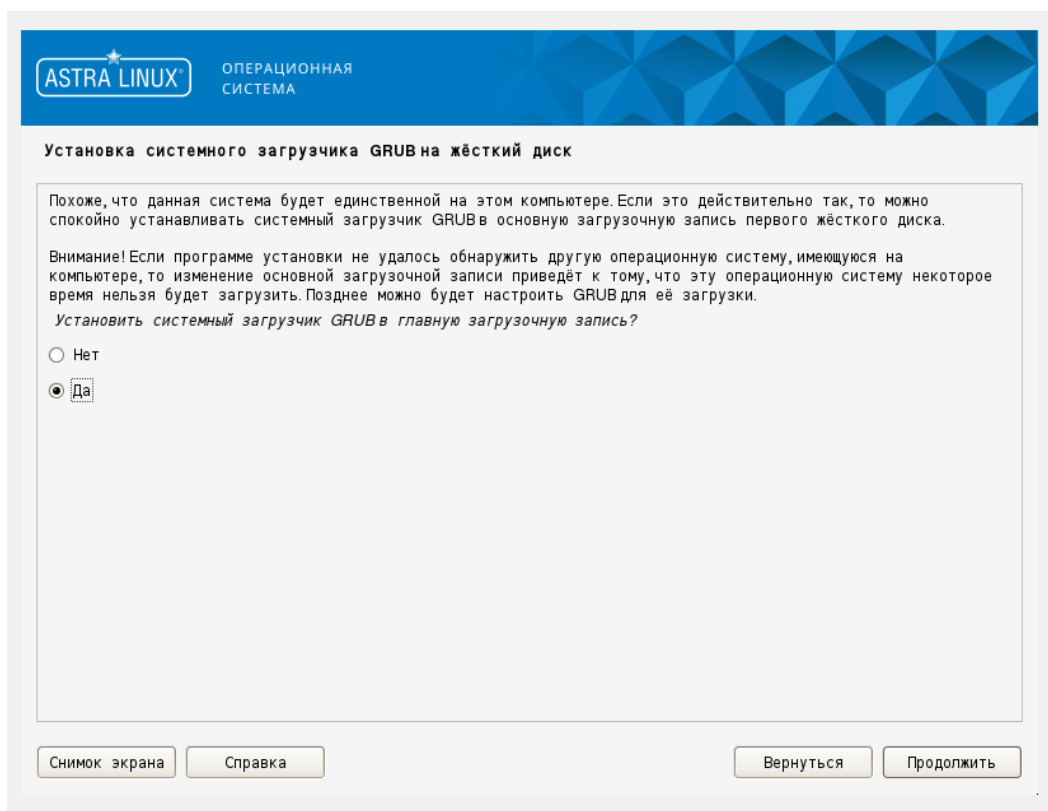 ASTRA LINUX®
ОПЕРАЦИОННАЯ
СИСТЕМА
Установка системного загрузчика GRUB на жёсткий диск
Похоже, что данная система будет единственной на этом компьютере. Если это действительно так, то можно
спокойно устанавливать системный загрузчик GRUB в основную загрузочную запись первого жёсткого диска.
Внимание! Если программе установки не удалось обнаружить другую операционную систему, имеющуюся на
компьютере, то изменение основной загрузочной записи приведёт к тому, что эту операционную систему некоторое
время нельзя будет загрузить. Позднее можно будет настроить GRUB для её загрузки.
Установить системный загрузчик GRUB в главную загрузочную запись?
Нет
Да
Снимок экрана
Справка
Вернуться
Продолжить